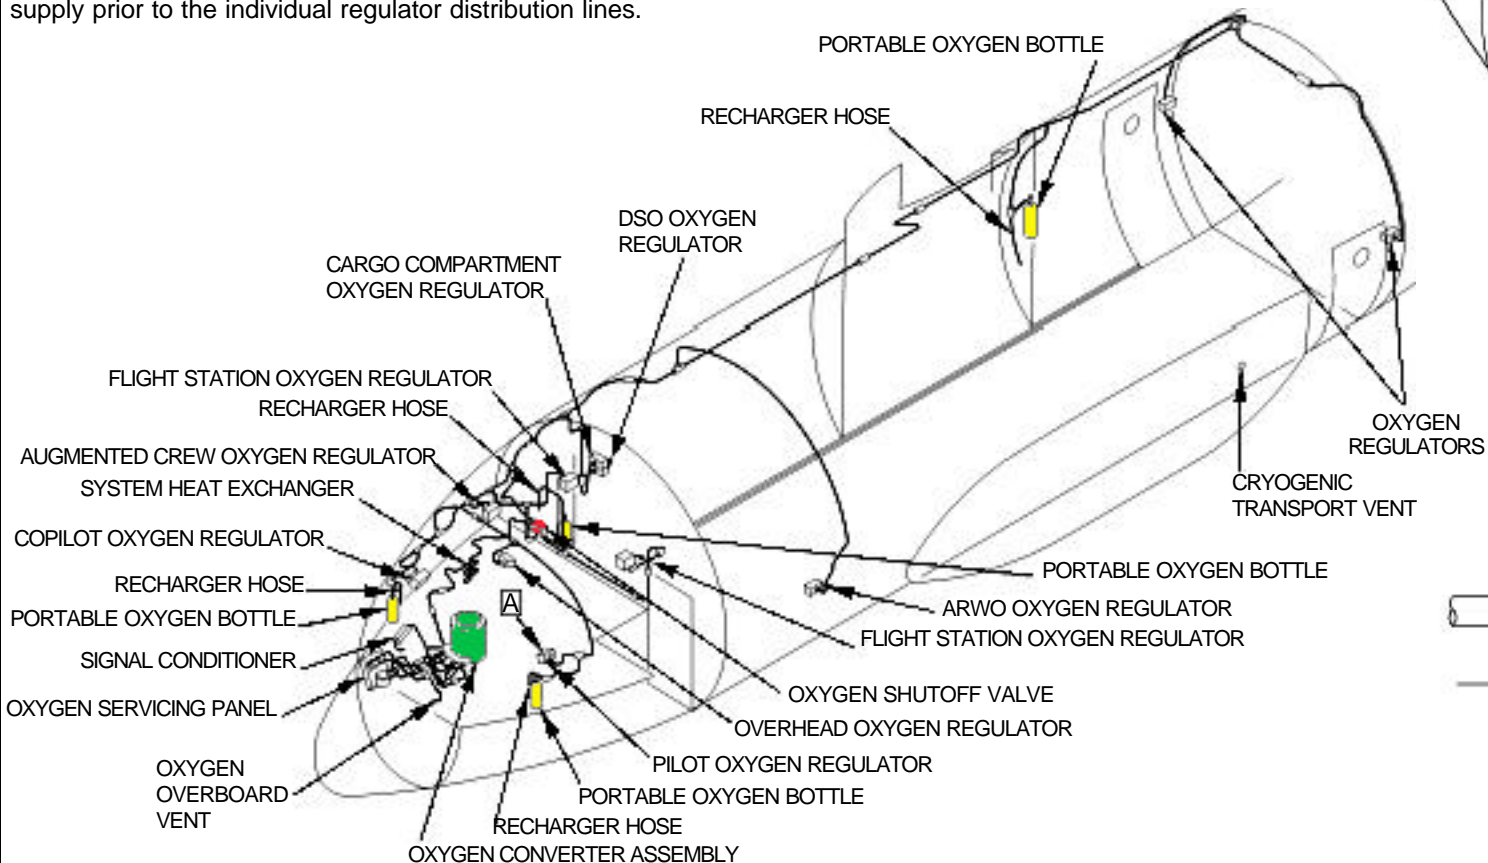 supply prior to the individual regulator distribution lines.
PORTABLE OXYGEN BOTTLE
RECHARGER HOSE
DSO OXYGEN
REGULATOR
CARGO COMPARTMENT
OXYGEN REGULATOR
FLIGHT STATION OXYGEN REGULATOR
RECHARGER HOSE
AUGMENTED CREW OXYGEN REGULATOR
SYSTEM HEAT EXCHANGER
COPILOT OXYGEN REGULATOR
RECHARGER HOSE
PORTABLE OXYGEN BOTTLE
SIGNAL CONDITIONER
OXYGEN SERVICING PANEL
OXYGEN
OVERBOARD
VENT
A
OXYGEN
REGULATORS
CRYOGENIC
TRANSPORT VENT
PORTABLE OXYGEN BOTTLE
ARWO OXYGEN REGULATOR
FLIGHT STATION OXYGEN REGULATOR
OXYGEN SHUTOFF VALVE
OVERHEAD OXYGEN REGULATOR
PILOT OXYGEN REGULATOR
PORTABLE OXYGEN BOTTLE
RECHARGER HOSE
OXYGEN CONVERTER ASSEMBLY